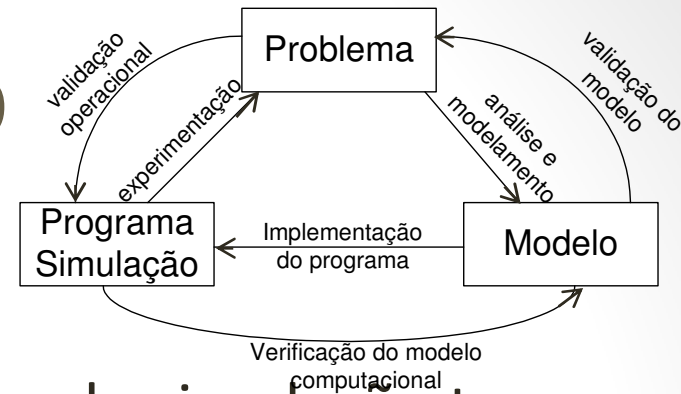 Problema
validação
operacional
experimentação
análise e
modelamento
validação do
modelo
Programa
Simulação
Implementação
do programa
Modelo
Verificação do modelo
computacional